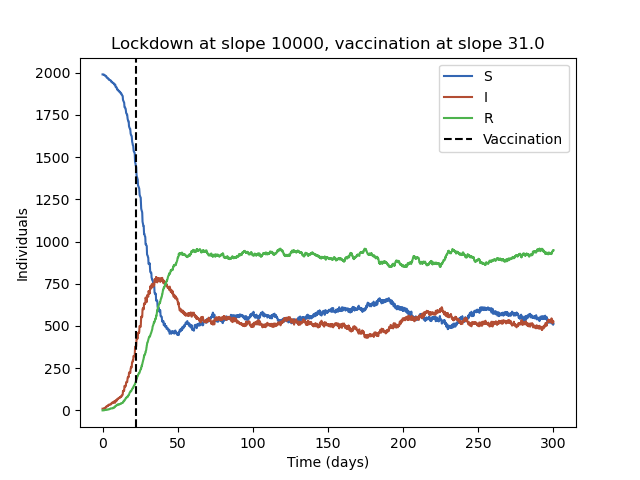 Lockdown at slope 10000, vaccination at slope 31.0
2000
1750
1500
1250
1000
750
500
250
0
Individuals
S
I
R
Vaccination
0 50 100 150 200 250 300
Time (days)